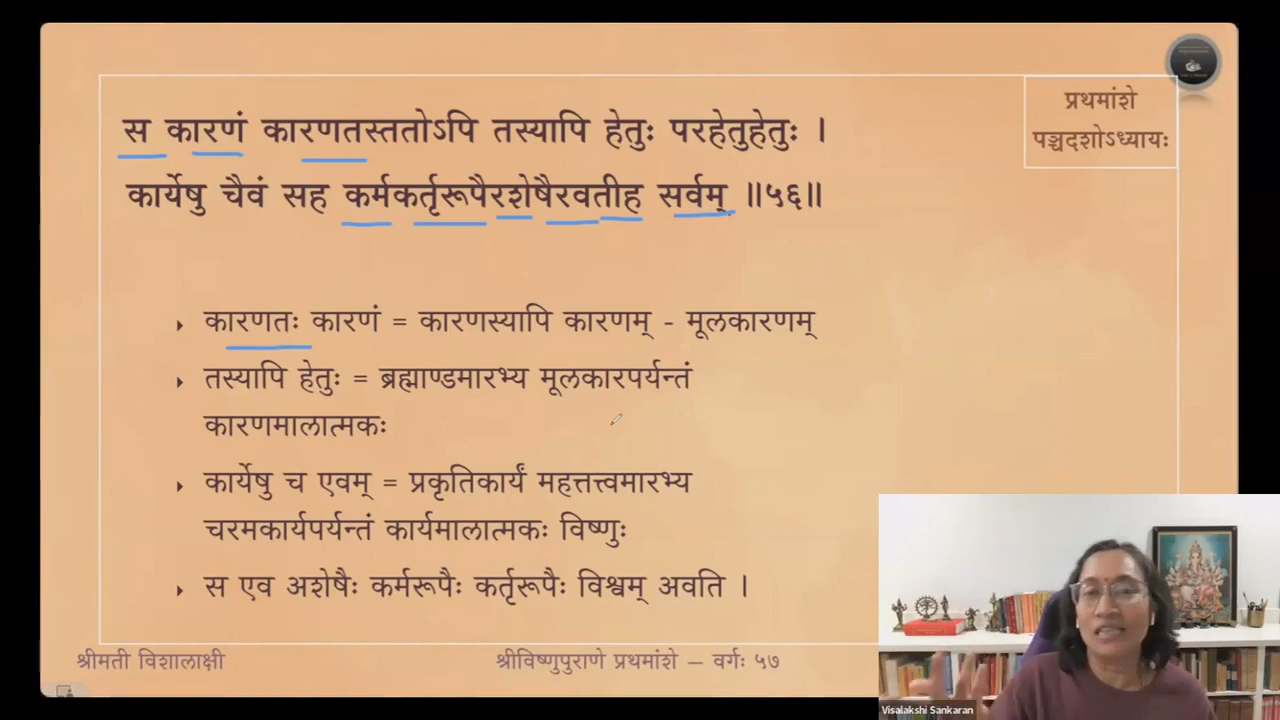 स कारणं कारणतस्ततोऽपि तस्यापि हेतुः परहेतुहेतुः ।
कार्येषु चैवं सह कर्मकर्तृरूपैरशेषैरवतीह सर्वम् ॥५६॥
प्रथमांशे
पञ्चदशोऽध्यायः
कारणतः कारणं = कारणस्यापि कारणम् - मूलकारणम्
तस्यापि हेतुः = ब्रह्माण्डमारभ्य मूलकारपर्यन्तं
कारणमालात्मकः
कार्येषु च एवम् = प्रकृतिकार्यं महत्तत्त्वमारभ्य
चरमकार्यपर्यन्तं कार्यमालात्मकः विष्णुः
स एव अशेषैः कर्मरूपैः कर्तृरूपैः विश्वम् अवति ।
श्रीमती विशालाक्षी
श्रीविष्णुपुराणे प्रथमांशे – वर्गः ५७
Visalakshi Sankaran